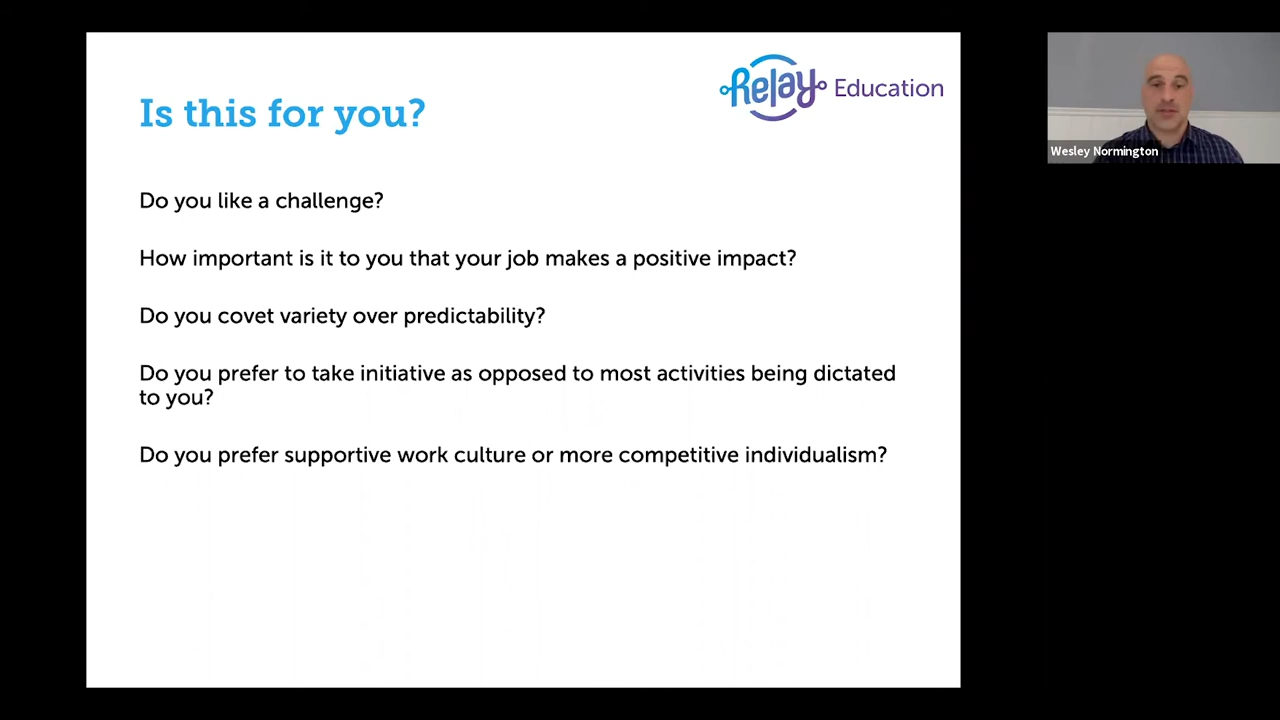 Is this for you?
Relay Education
Wesley Normington
Do you like a challenge?
How important is it to you that your job makes a positive impact?
Do you covet variety over predictability?
Do you prefer to take initiative as opposed to most activities being dictated
to you?
Do you prefer supportive work culture or more competitive individualism?